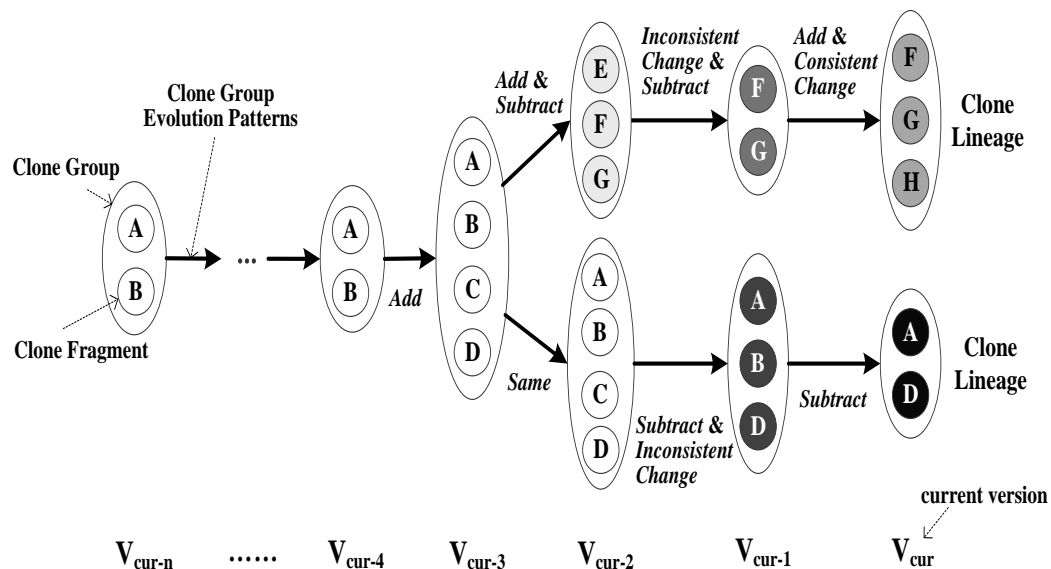 Clone Group
Evolution Patterns
Clone Group
Clone Fragment
A
B
...
A
B
Add
A
B
C
D
Add &
Subtract
E
F
G
Inconsistent
Change &
Subtract
F
G
Add &
Consistent
Change
F
G
H
Clone
Lineage
Same
A
B
C
D
Subtract &
Inconsistent
Change
A
B
D
Subtract
A
D
Clone
Lineage
current version
Vcur-n ...... Vcur-4 Vcur-3 Vcur-2 Vcur-1 Vcur